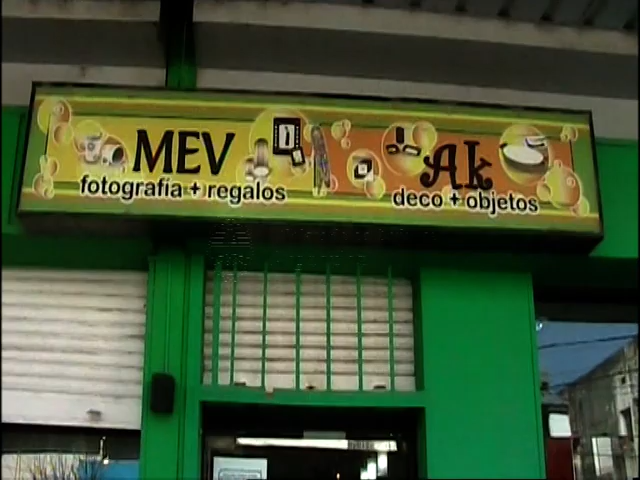 MEV
fotografía + regalos
Ak
deco + objetos